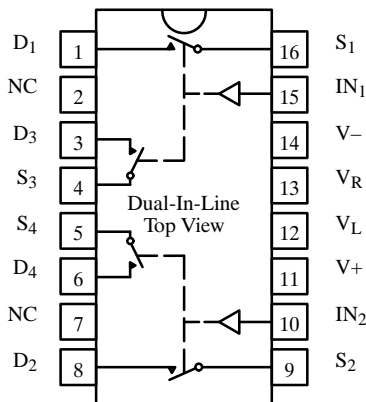 D1 1 16 S1
NC 2 15 IN1
D3 3 14 V−
S3 4 13 VR
Dual-In-Line
Top View
S4 5 12 VL
D4 6 11 V+
NC 7 10 IN2
D2 8 9 S2